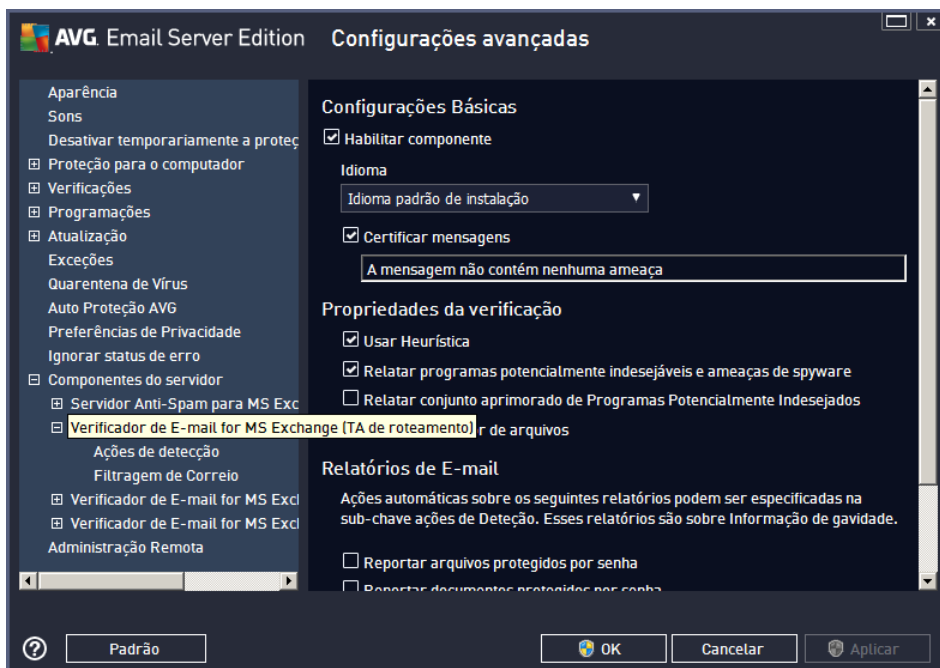 AVG. Email Server Edition Configurações avançadas
Aparência
Sons
Desativar temporariamente a proteç
Proteção para o computador
Verificações
Programações
Atualização
Exceções
Quarentena de Vírus
Auto Proteção AVG
Preferências de Privacidade
Ignorar status de erro
Componentes do servidor
Servidor Anti-Spam para MS Exc
Verificador de E-mail for MS Exchange (TA de roteamento)
Ações de detecção
Filtragem de Correio
Verificador de E-mail for MS Excl
Verificador de E-mail for MS Excl
Administração Remota
Configurações Básicas
Habilitar componente
Idioma
Idioma padrão de instalação
Certificar mensagens
A mensagem não contém nenhuma ameaça
Propriedades da verificação
Usar Heurística
Relatar programas potencialmente indesejáveis e ameaças de spyware
Relatar conjunto aprimorado de Programas Potencialmente Indesejados
r de arquivos
Relatórios de E-mail
Ações automáticas sobre os seguintes relatórios podem ser especificadas na
sub-chave ações de Deteção. Esses relatórios são sobre Informação de gavidade.
Reportar arquivos protegidos por senha
Reportar documentos protegidos por senha
? Padrão OK Cancelar Aplicar